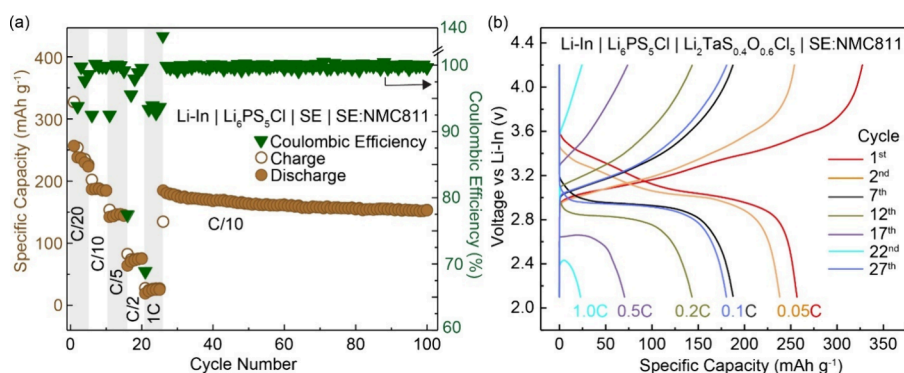 (a)
Specific Capacity (mAh g⁻¹)
400
300
200
100
0
C/20
C/10
C/5
C/2
1C
Li-In | Li₆PS₅Cl | SE | SE:NMC811
Coulombic Efficiency
Charge
Discharge
C/10
0
20
40
60
80
100
Cycle Number
140
120
100
90
80
70
60
Coulombic Efficiency (%)
(b)
Li-In | Li₆PS₅Cl | Li₂TaS₀.₄O₀.₆Cl₅ | SE:NMC811
Voltage vs Li-In (v)
4.4
4.0
3.6
3.2
2.8
2.4
2.0
Cycle
1st
2nd
7th
12th
17th
22nd
27th
1.0C
0.5C
0.2C
0.1C
0.05C
0
50
100
150
200
250
300
350
Specific Capacity (mAh g⁻¹)